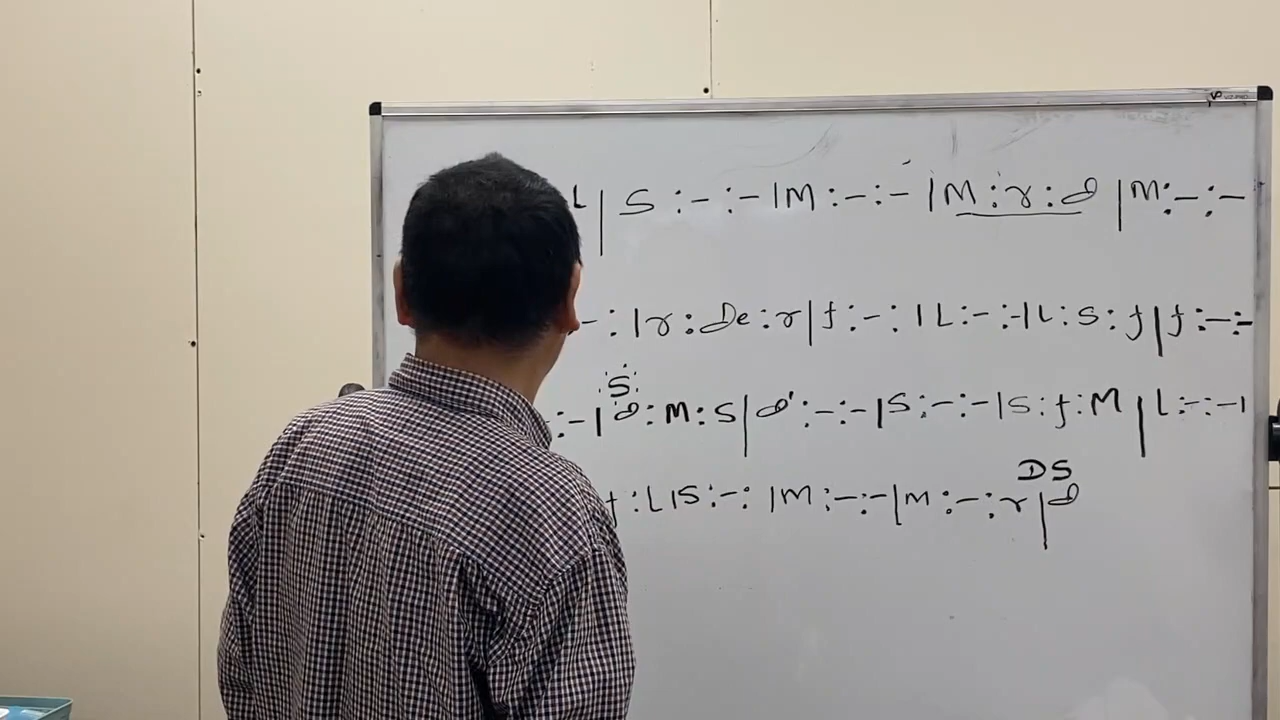 L | S : – : – | M : – : – | M : r : d | M : – : –
– : | r : De : r | f : – : | L : – : – | L : S : f | f : – : –
: – | d : M : S | d' : – : – | S : – : – | S : f : M | L : – : – |
S
f : L | S : – : | M : – : – | M : – : r | d
DS